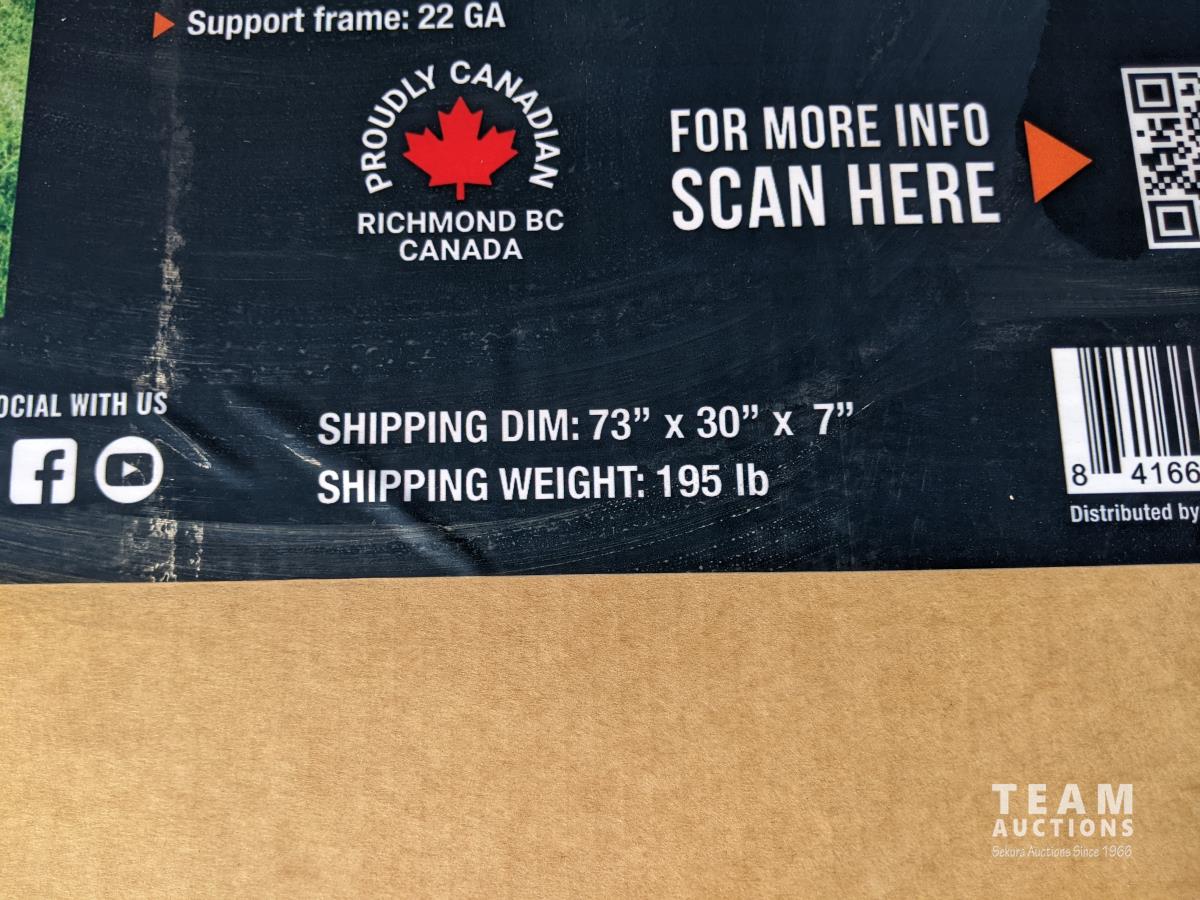 Support frame: 22 GA
PROUDLY CANADIAN
RICHMOND BC
CANADA
FOR MORE INFO
SCAN HERE
OCIAL WITH US
SHIPPING DIM: 73” x 30” x 7”
SHIPPING WEIGHT: 195 lb
8 4166
Distributed by
TEAM
AUCTIONS
Sekura Auctions Since 1966